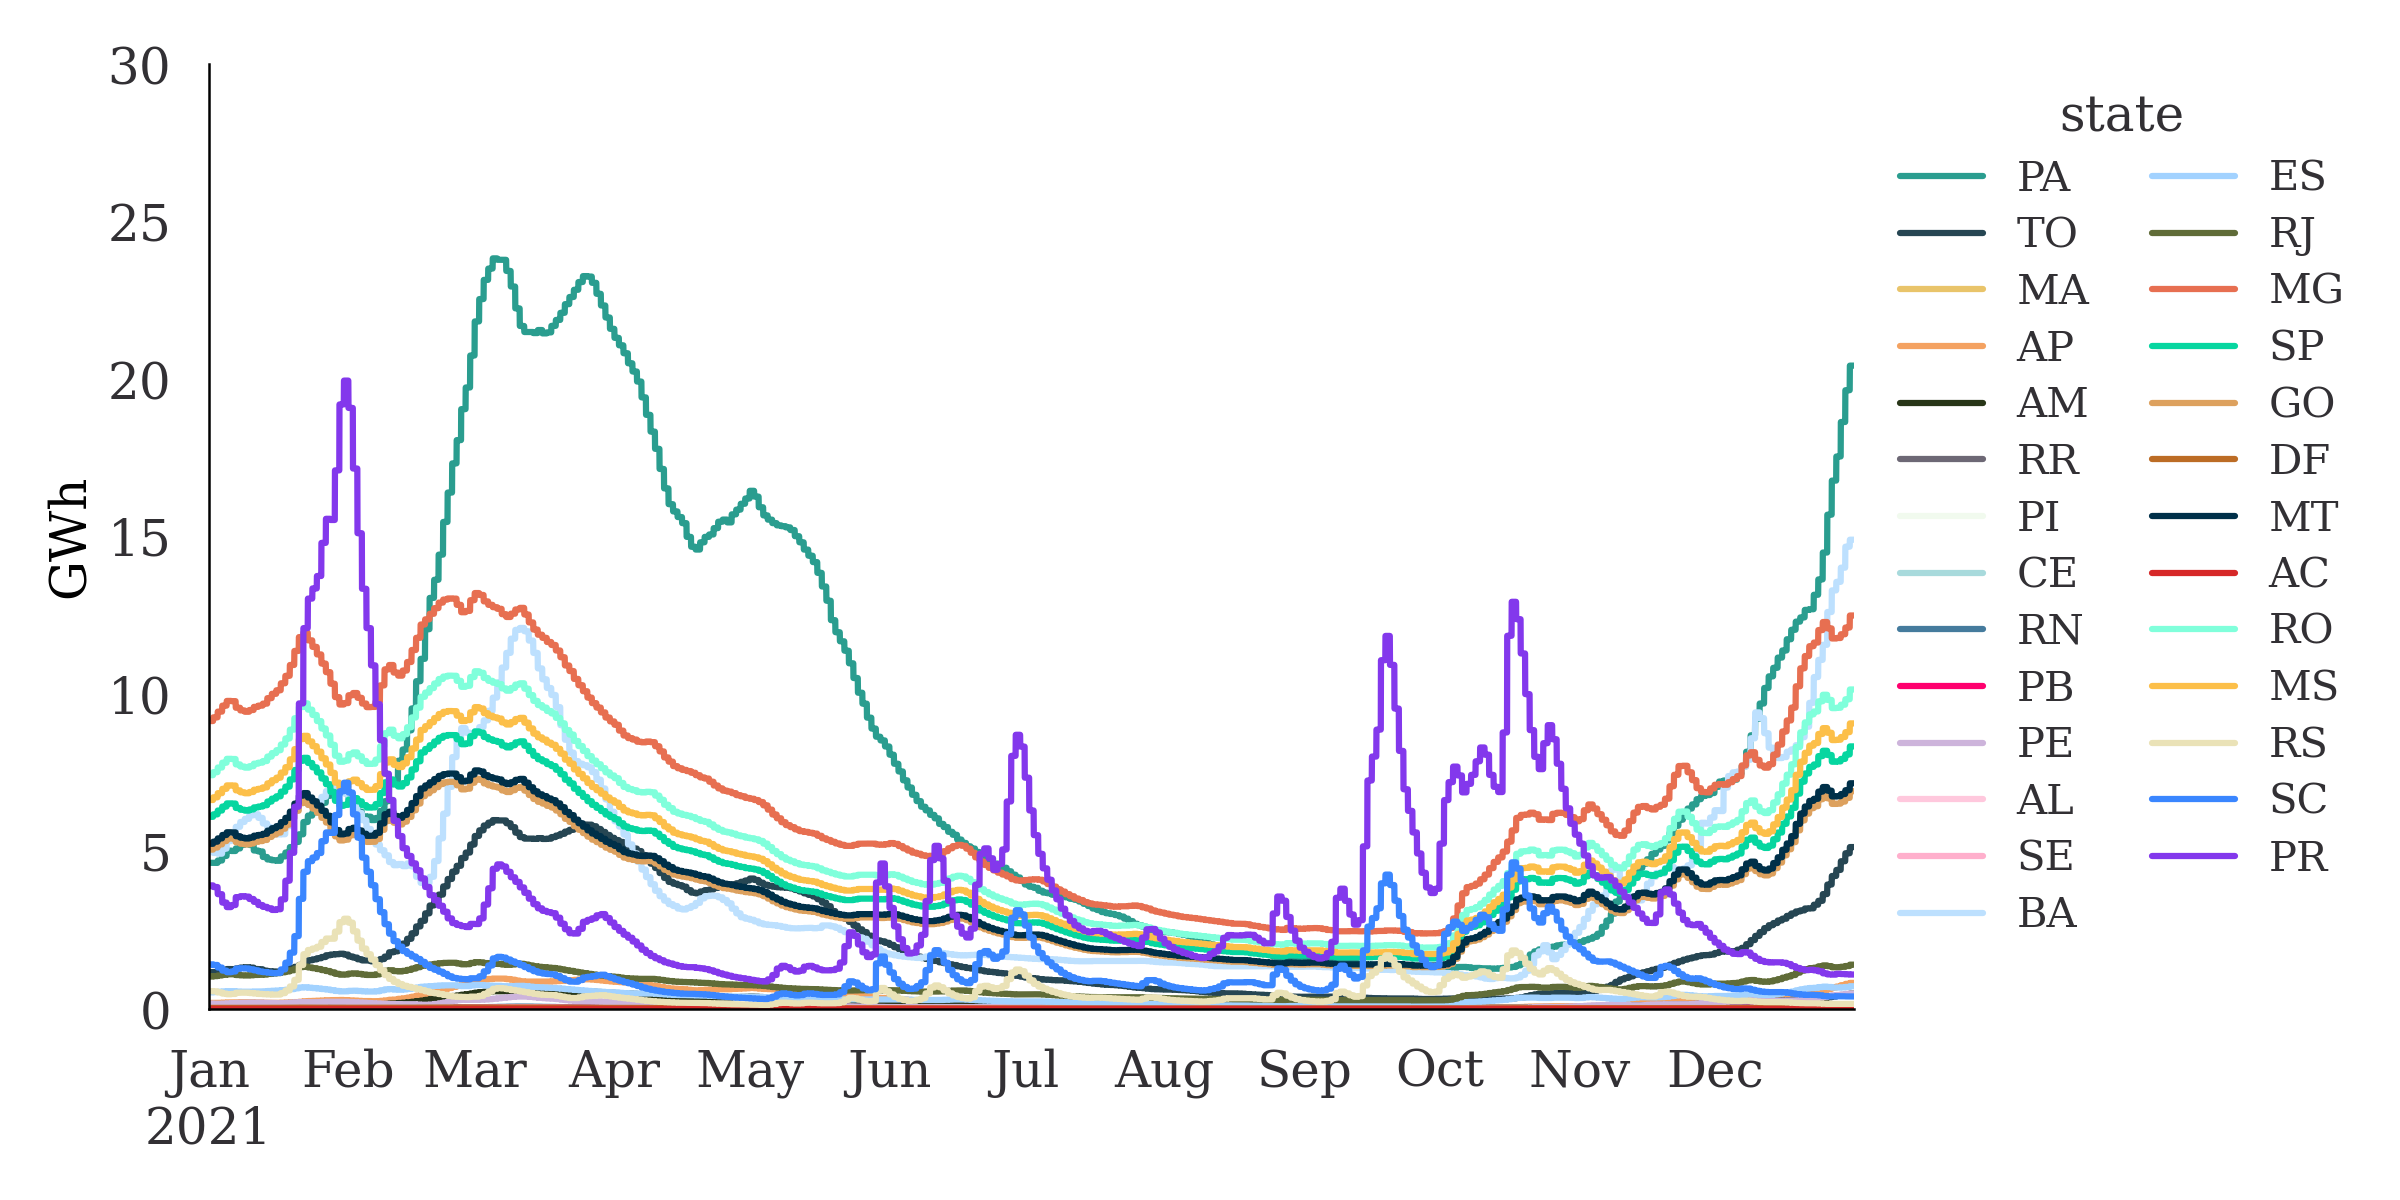 30
25
20
15
10
5
0
GWh
Jan Feb Mar Apr May Jun Jul Aug Sep Oct Nov Dec
2021
state
PA ES
TO RJ
MA MG
AP SP
AM GO
RR DF
PI MT
CE AC
RN RO
PB MS
PE RS
AL SC
SE PR
BA